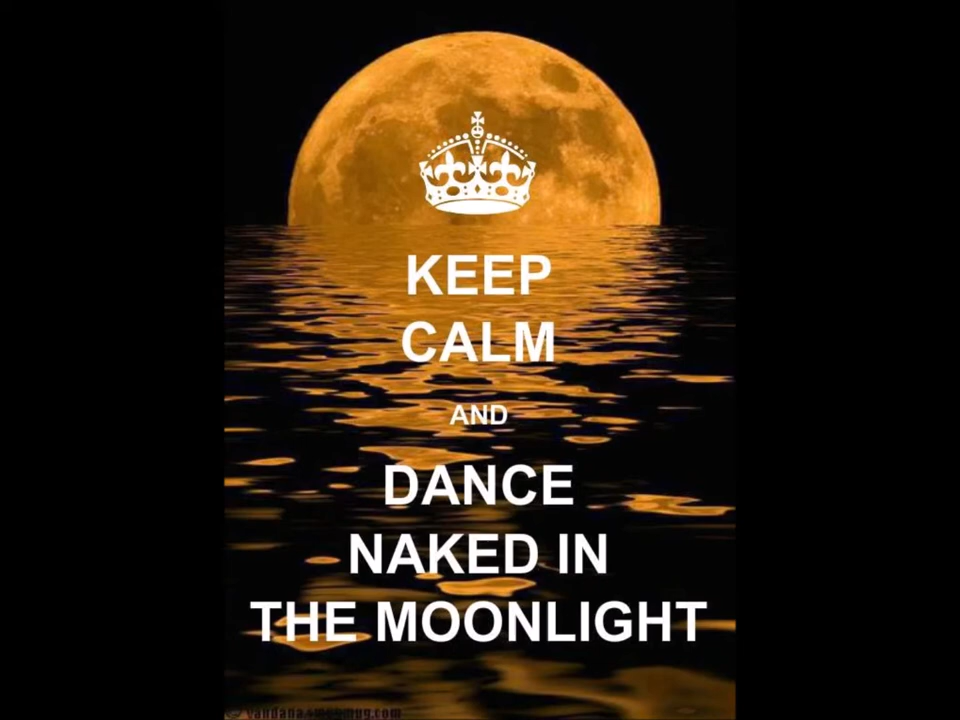 KEEP
CALM
AND
DANCE
NAKED IN
THE MOONLIGHT